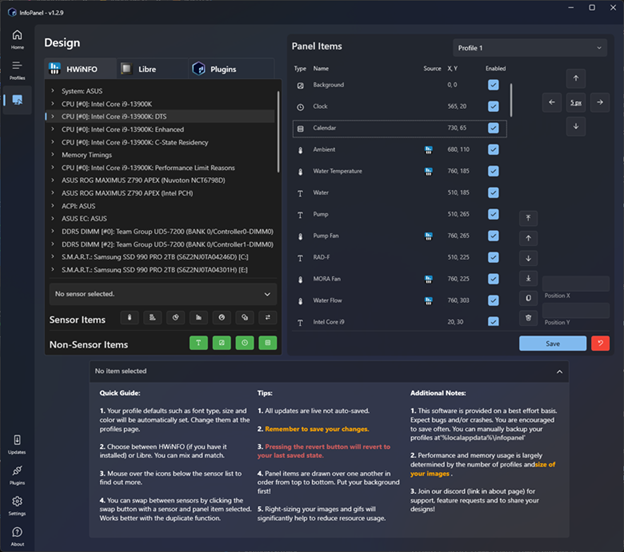 InfoPanel - v1.2.9
Home
Profiles
Updates
Plugins
Settings
About
Design
HWiNFO
Libre
Plugins
System: ASUS
CPU [#0]: Intel Core i9-13900K
CPU [#0]: Intel Core i9-13900K: DTS
CPU [#0]: Intel Core i9-13900K: Enhanced
CPU [#0]: Intel Core i9-13900K: C-State Residency
Memory Timings
CPU [#0]: Intel Core i9-13900K: Performance Limit Reasons
ASUS ROG MAXIMUS Z790 APEX (Nuvoton NCT6798D)
ASUS ROG MAXIMUS Z790 APEX (Intel PCH)
ACPI: ASUS
ASUS EC: ASUS
DDR5 DIMM [#0]: Team Group UD5-7200 (BANK 0/Controller0-DIMM0)
DDR5 DIMM [#2]: Team Group UD5-7200 (BANK 0/Controller1-DIMM0)
S.M.A.R.T.: Samsung SSD 990 PRO 2TB (S6Z2NJ0TA04246D) [C:]
S.M.A.R.T.: Samsung SSD 990 PRO 2TB (S6Z2NJ0TA04301H) [E:]
No sensor selected.
Sensor Items
Non-Sensor Items
Panel Items
Profile 1
Type Name Source X, Y Enabled
Background 0, 0
Clock 565, 20
Calendar 730, 65
Ambient 680, 110
Water Temperature 760, 185
Water 510, 185
Pump 510, 265
Pump Fan 760, 265
RAD-F 510, 225
MORA Fan 760, 225
Water Flow 760, 303
Intel Core i9 20, 30
5 px
Position X
Position Y
Save
No item selected
Quick Guide:
1. Your profile defaults such as font type, size and
color will be automatically set. Change them at the
profiles page.
2. Choose between HWiNFO (if you have it
installed) or Libre. You can mix and match.
3. Mouse over the icons below the sensor list to
find out more.
4. You can swap between sensors by clicking the
swap button with a sensor and panel item selected.
Works better with the duplicate function.
Tips:
1. All updates are live not auto-saved.
2. Remember to save your changes.
3. Pressing the revert button will revert to
your last saved state.
4. Panel items are drawn over one another in
order from top to bottom. Put your background
first!
5. Right-sizing your images and gifs will
significantly help to reduce resource usage.
Additional Notes:
1. This software is provided on a best effort basis.
Expect bugs and/or crashes. You are encouraged
to save often. You can manually backup your
profiles at'%localappdata%\infopanel'
2. Performance and memory usage is largely
determined by the number of profiles andsize of
your images .
3. Join our discord (link in about page) for
support, feature requests and to share your
designs!